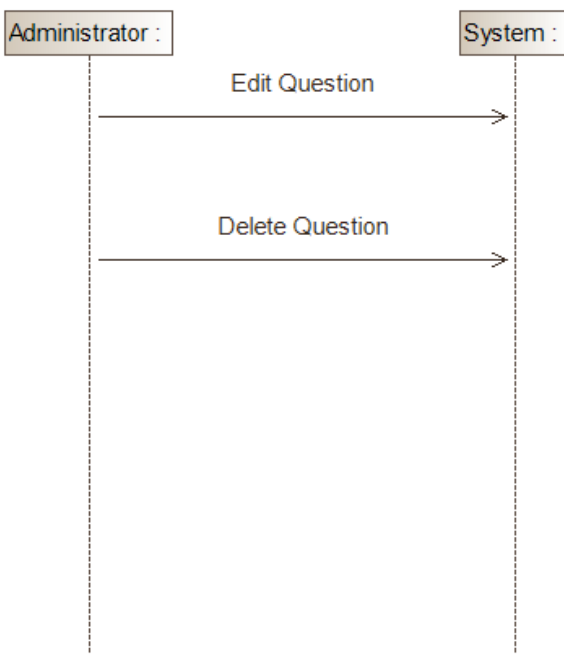 Administrator :
System :
Edit Question
Delete Question